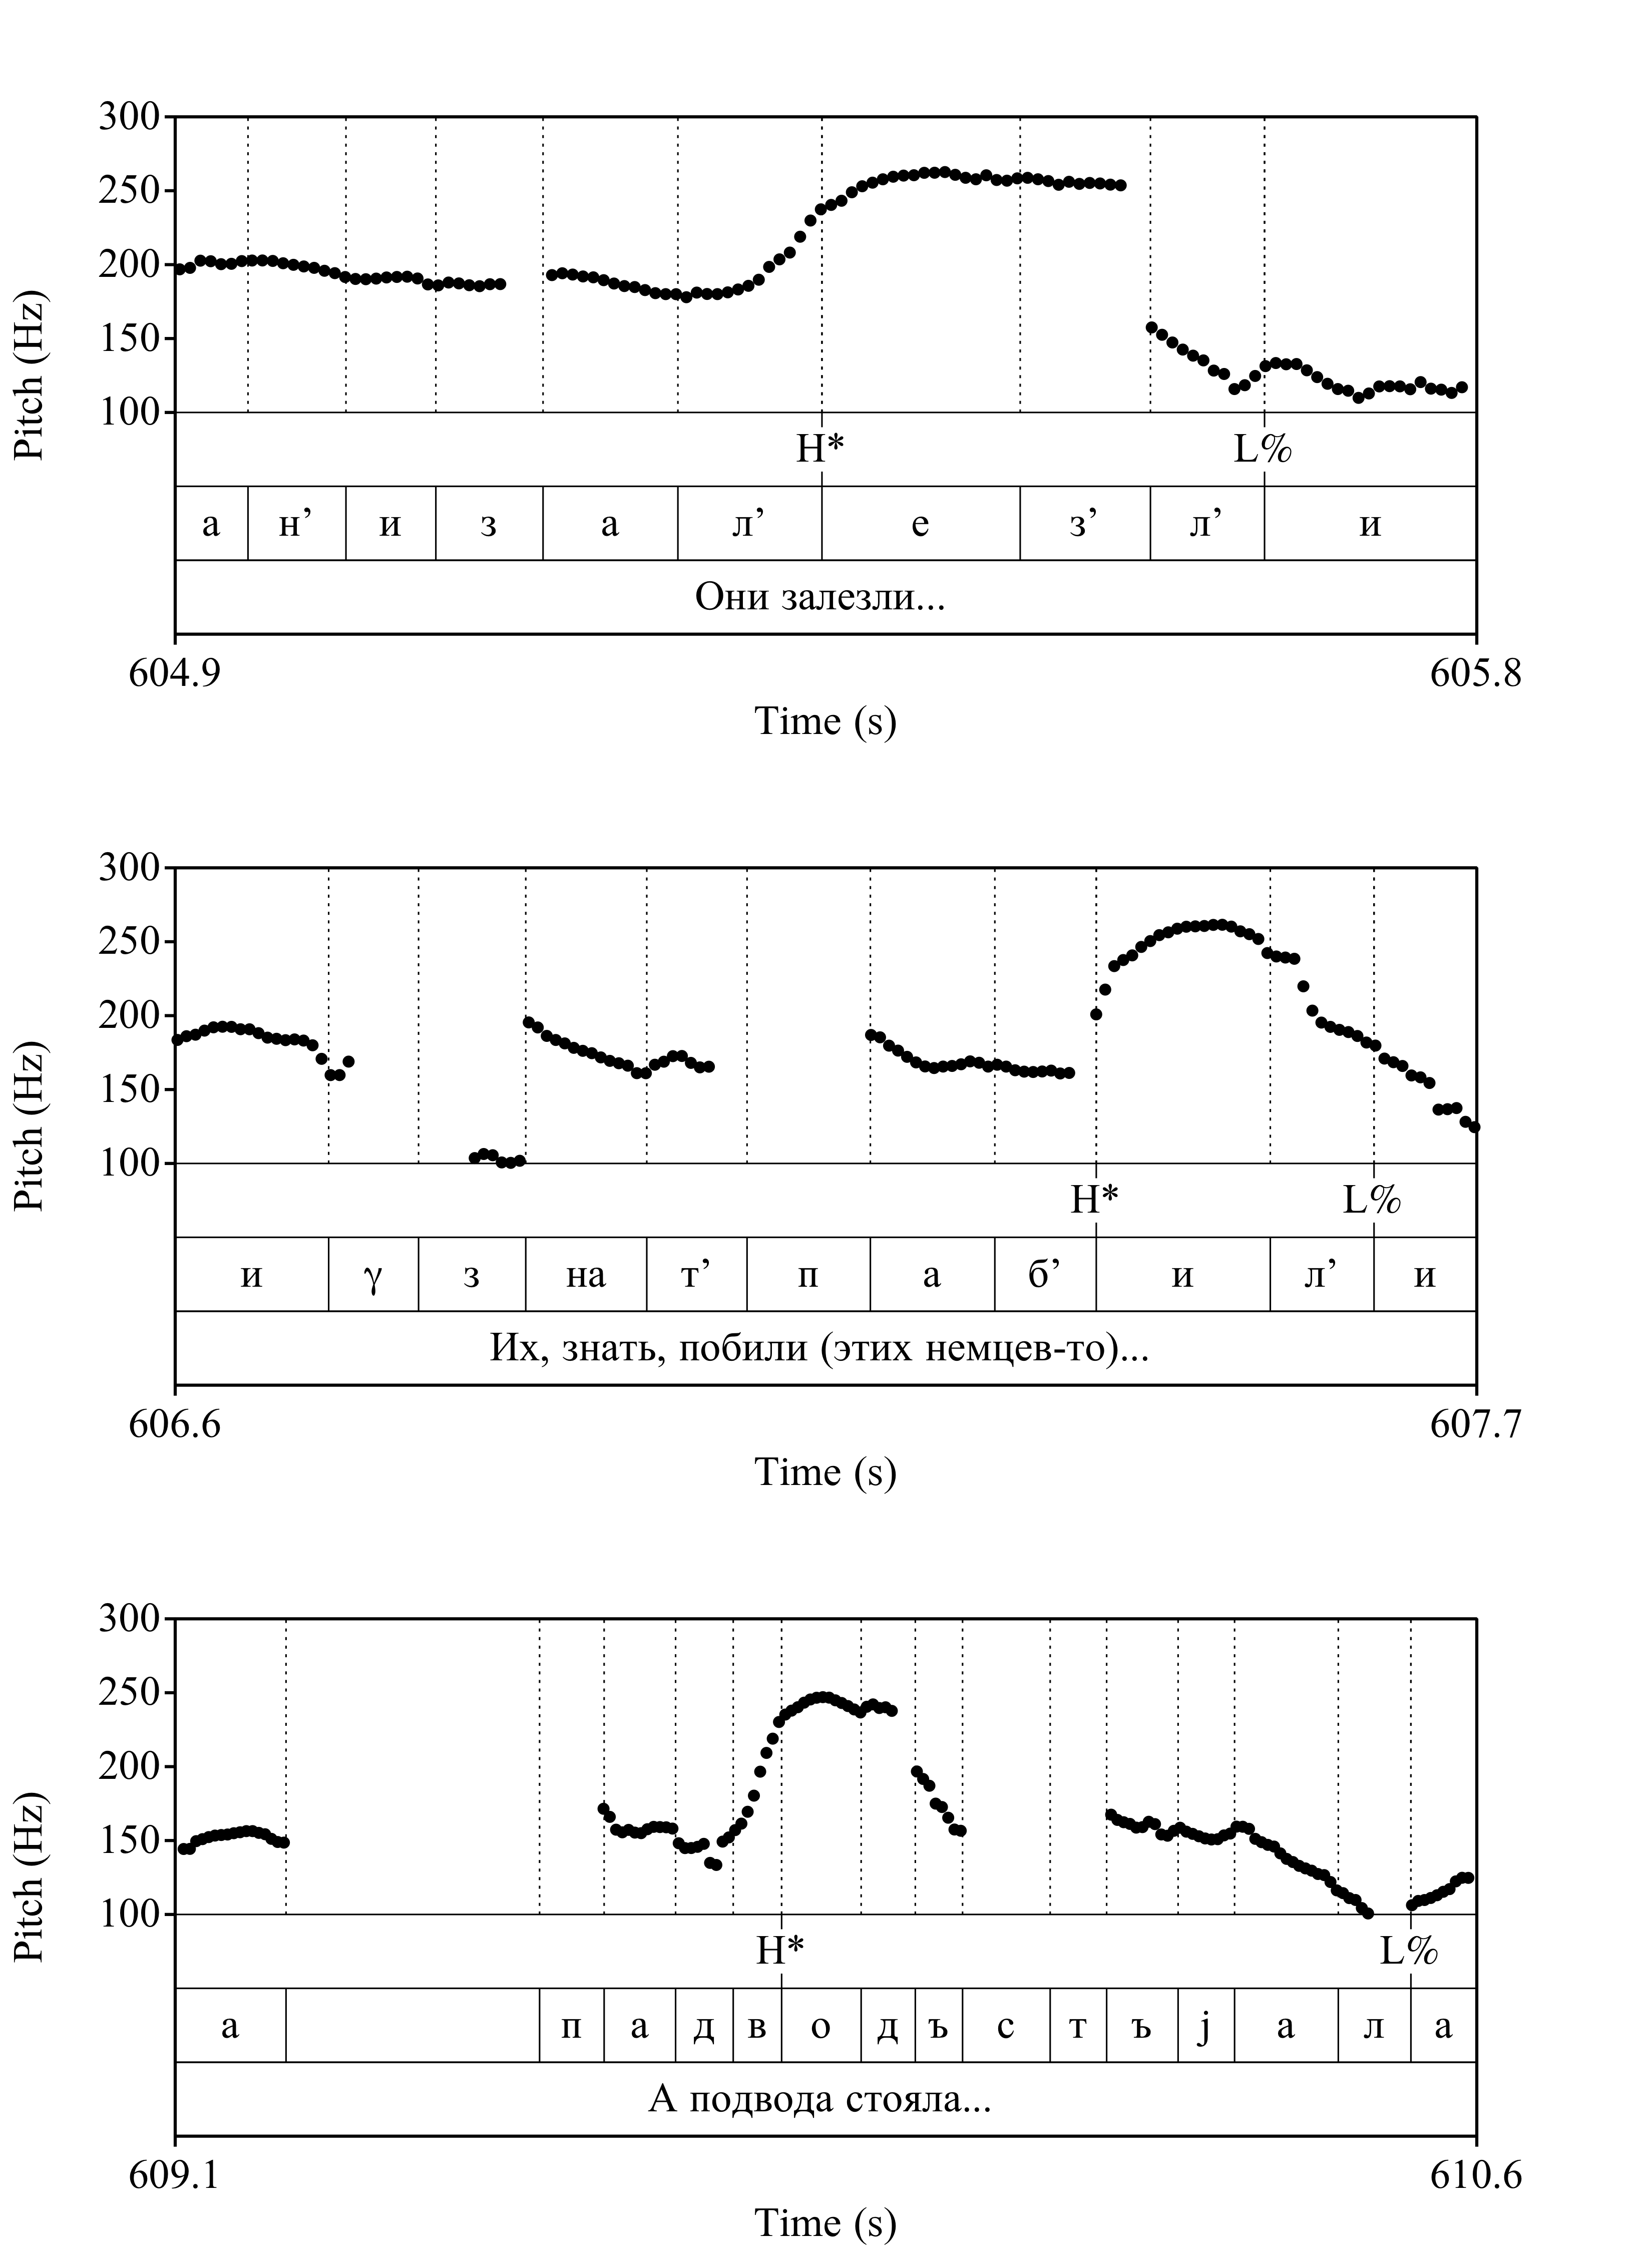 300
250
200
150
100
Pitch (Hz)
H* L%
а н’ и з а л’ е з’ л’ и
Они залезли...
604.9 605.8
Time (s)
300
250
200
150
100
Pitch (Hz)
H* L%
и γ з на т’ п а б’ и л’ и
Их, знать, побили (этих немцев-то)...
606.6 607.7
Time (s)
300
250
200
150
100
Pitch (Hz)
H* L%
а п а д в о д ъ с т ъ j а л а
А подвода стояла...
609.1 610.6
Time (s)